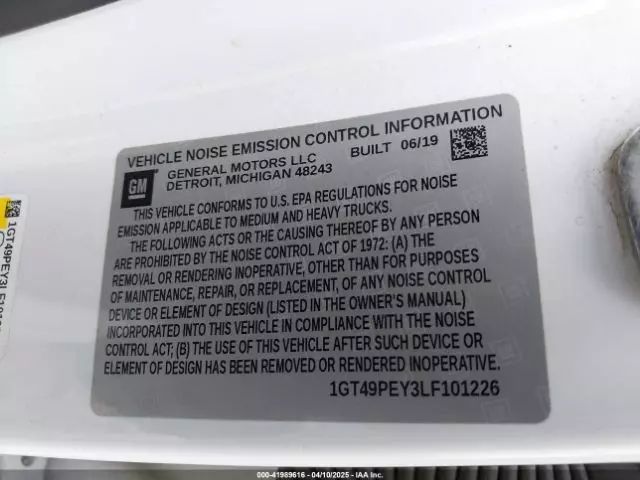 VEHICLE NOISE EMISSION CONTROL INFORMATION
GM
GENERAL MOTORS LLC BUILT 06/19
DETROIT, MICHIGAN 48243
THIS VEHICLE CONFORMS TO U.S. EPA REGULATIONS FOR NOISE
EMISSION APPLICABLE TO MEDIUM AND HEAVY TRUCKS.
THE FOLLOWING ACTS OR THE CAUSING THEREOF BY ANY PERSON
ARE PROHIBITED BY THE NOISE CONTROL ACT OF 1972: (A) THE
REMOVAL OR RENDERING INOPERATIVE, OTHER THAN FOR PURPOSES
OF MAINTENANCE, REPAIR, OR REPLACEMENT, OF ANY NOISE CONTROL
DEVICE OR ELEMENT OF DESIGN (LISTED IN THE OWNER'S MANUAL)
INCORPORATED INTO THIS VEHICLE IN COMPLIANCE WITH THE NOISE
CONTROL ACT; (B) THE USE OF THIS VEHICLE AFTER SUCH DEVICE OR
ELEMENT OF DESIGN HAS BEEN REMOVED OR RENDERED INOPERATIVE.
1GT49PEY3LF101226
000-41989616 - 04/10/2025 - IAAI.COM